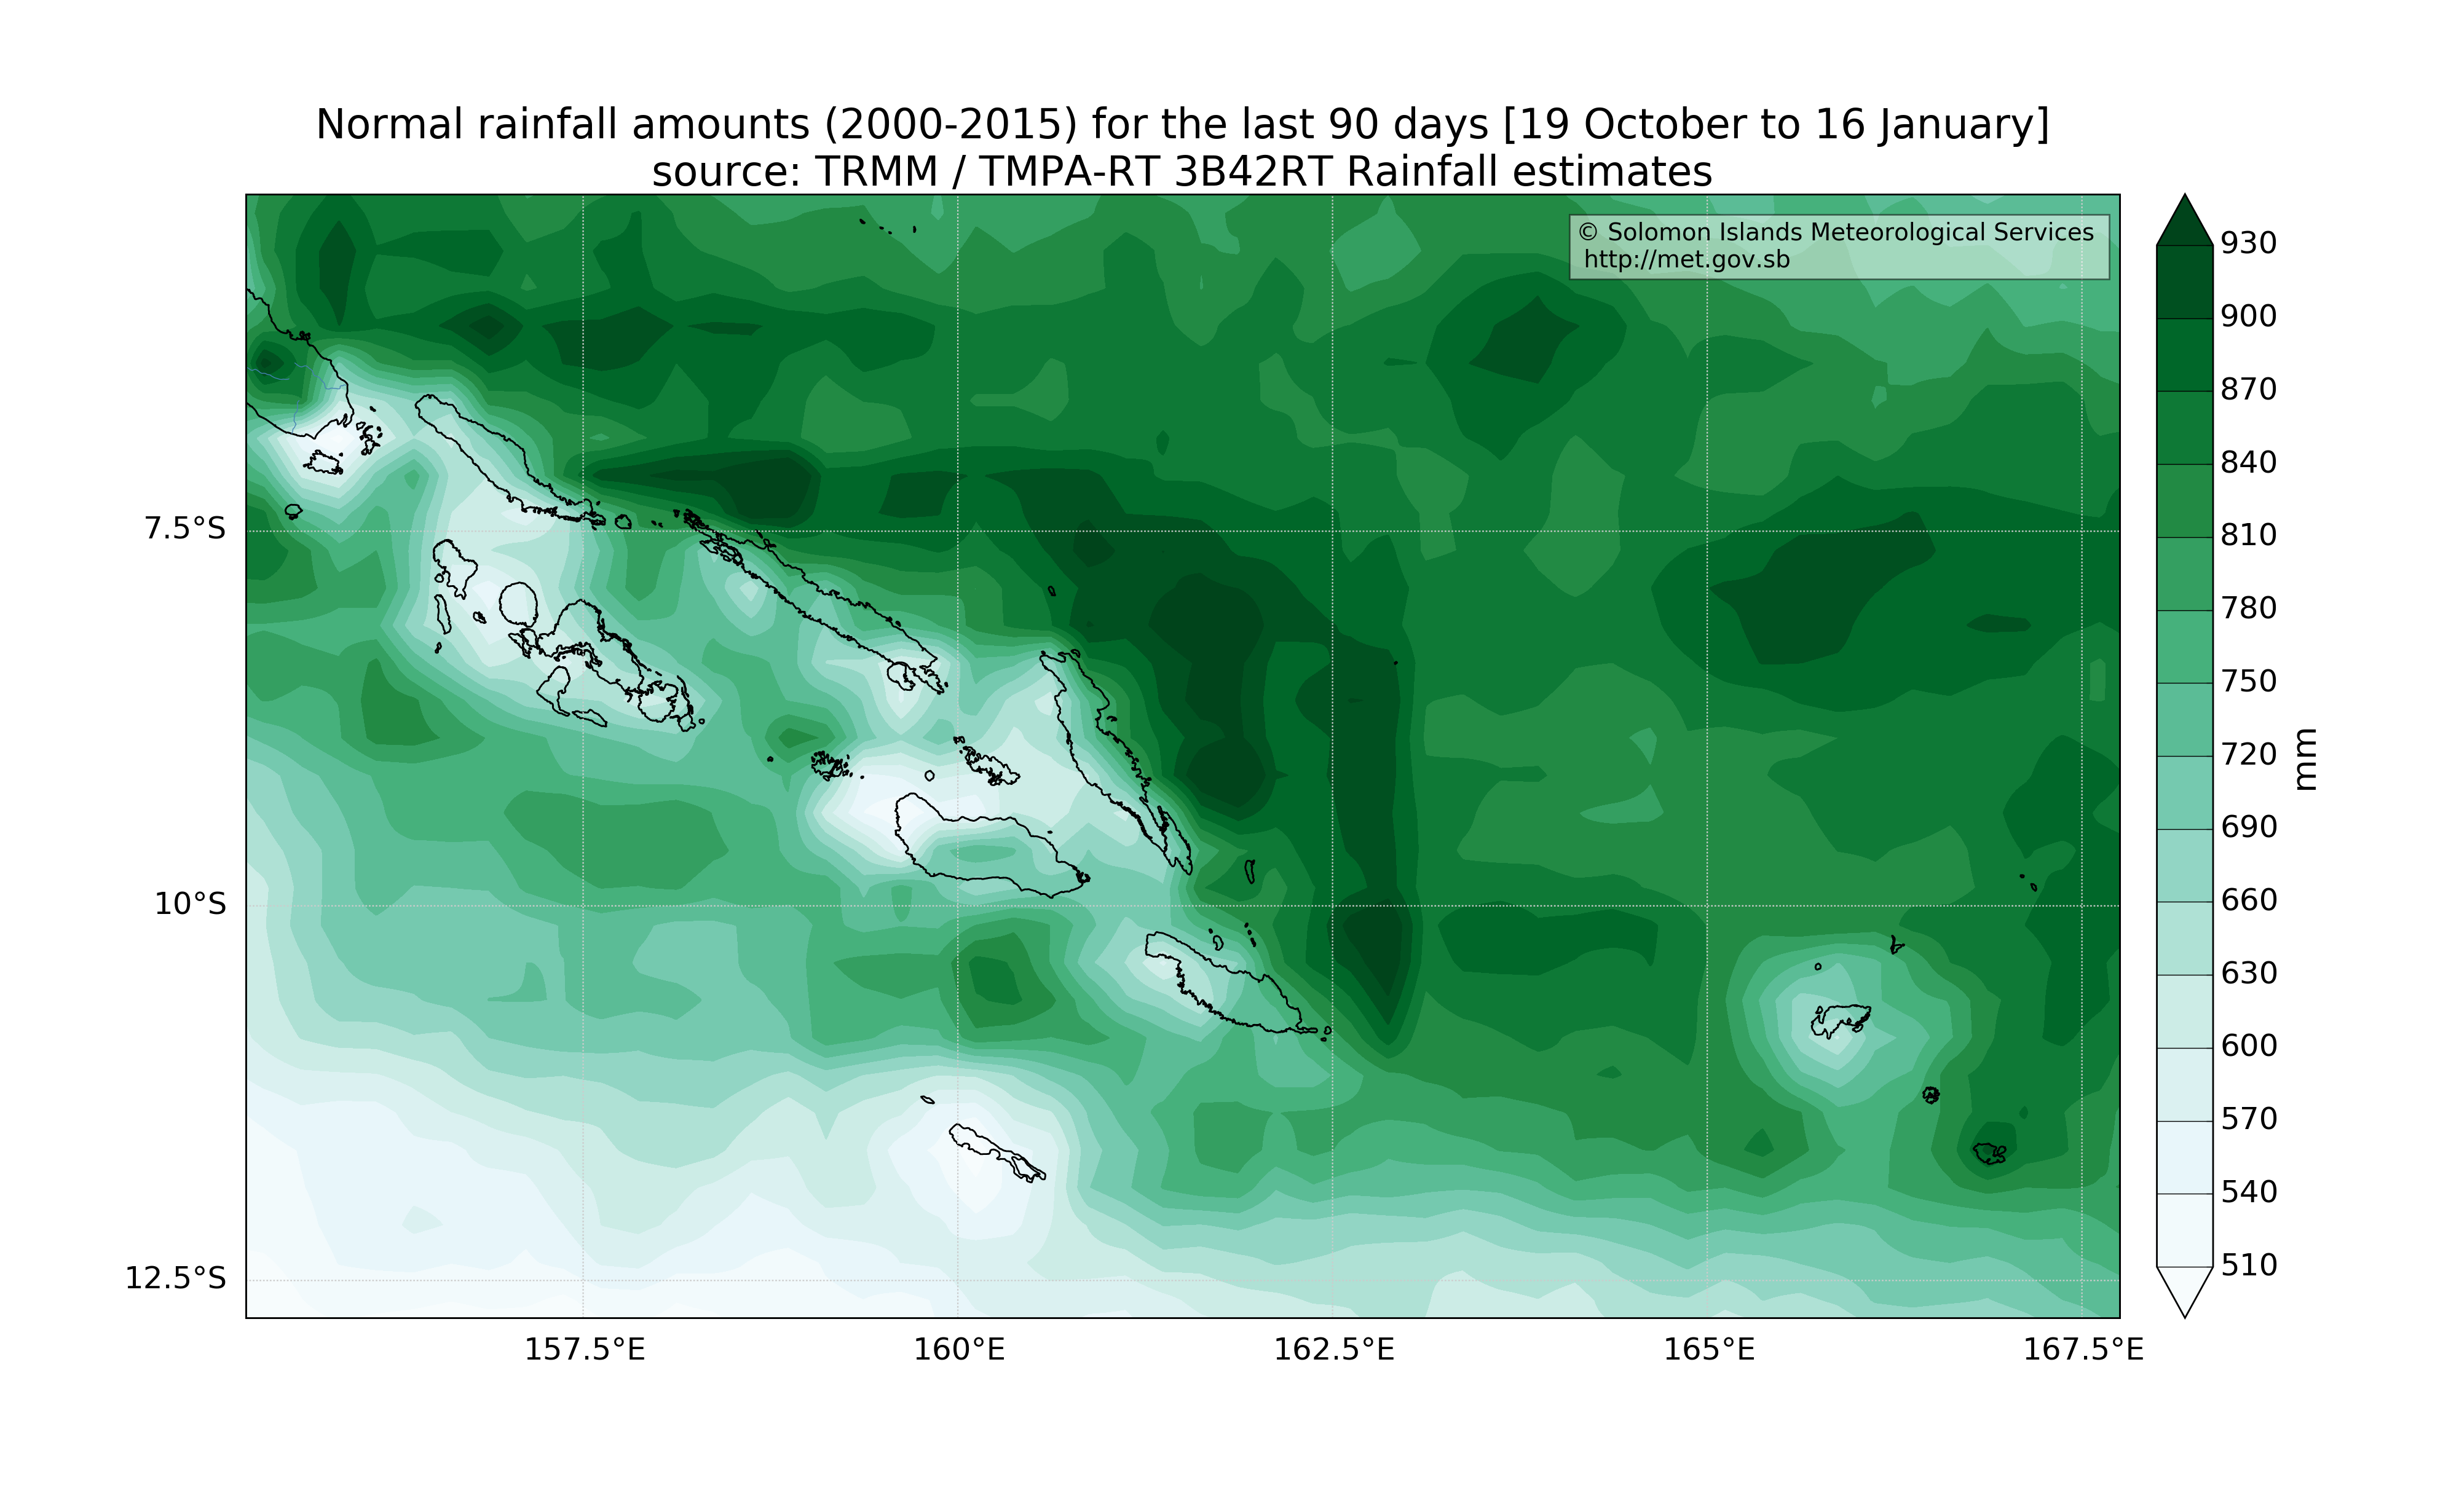 Normal rainfall amounts (2000-2015) for the last 90 days [19 October to 16 January]
source: TRMM / TMPA-RT 3B42RT Rainfall estimates
© Solomon Islands Meteorological Services
http://met.gov.sb
7.5°S
10°S
12.5°S
157.5°E
160°E
162.5°E
165°E
167.5°E
930
900
870
840
810
780
750
720
690
660
630
600
570
540
510
mm